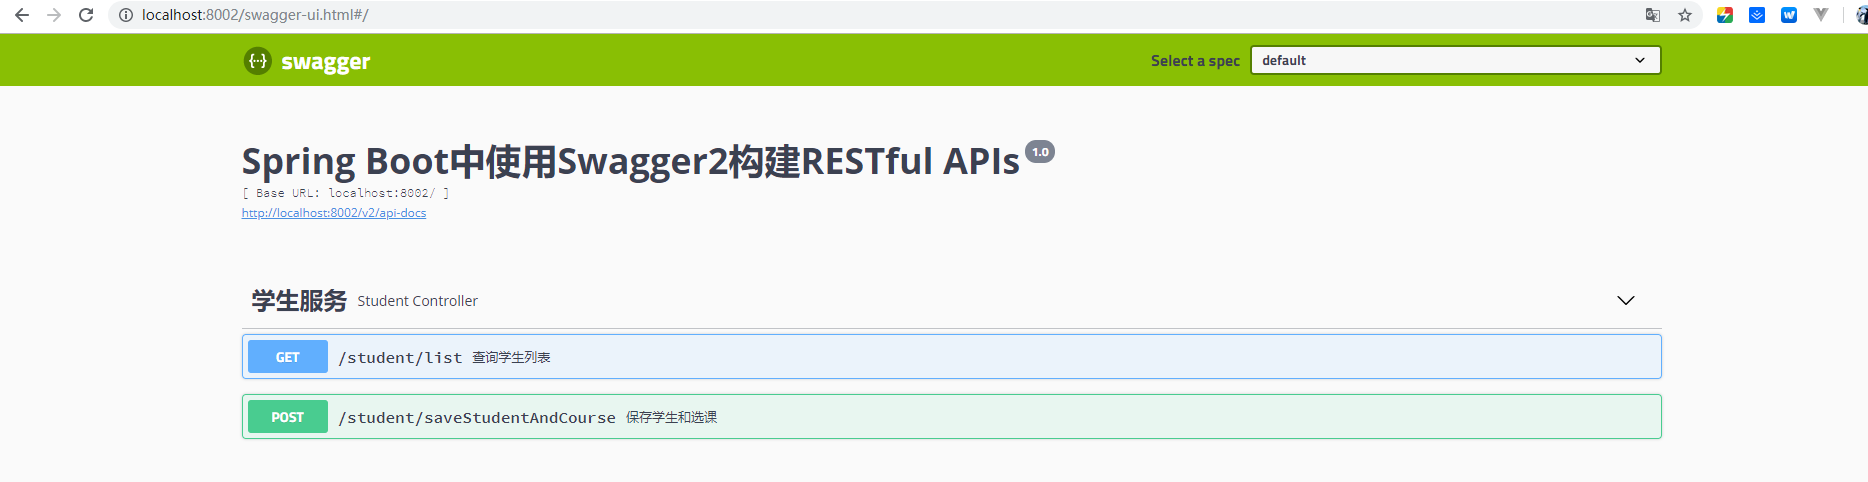 localhost:8002/swagger-ui.html#/
swagger
Select a spec
default
Spring Boot中使用Swagger2构建RESTful APIs 1.0
[ Base URL: localhost:8002/ ]
http://localhost:8002/v2/api-docs
学生服务 Student Controller
GET /student/list 查询学生列表
POST /student/saveStudentAndCourse 保存学生和选课